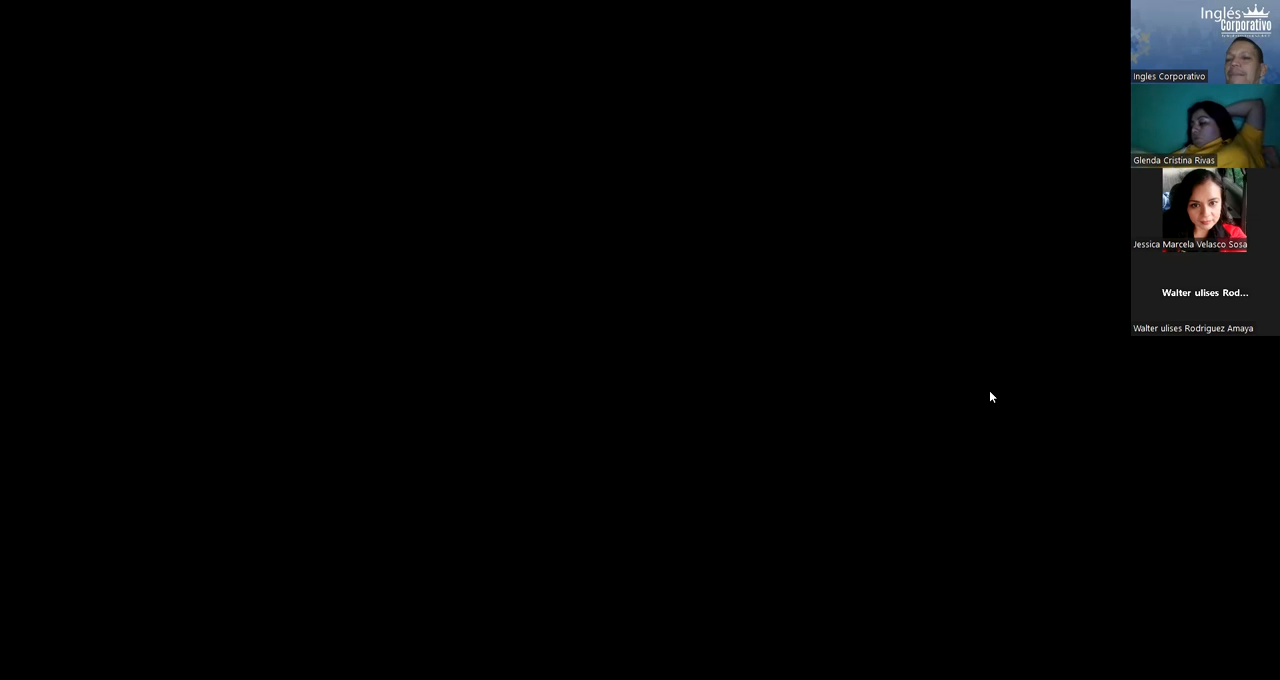 Inglés
Corporativo
Ingles Corporativo
Glenda Cristina Rivas
Jessica Marcela Velasco Sosa
Walter ulises Rod...
Walter ulises Rodriguez Amaya